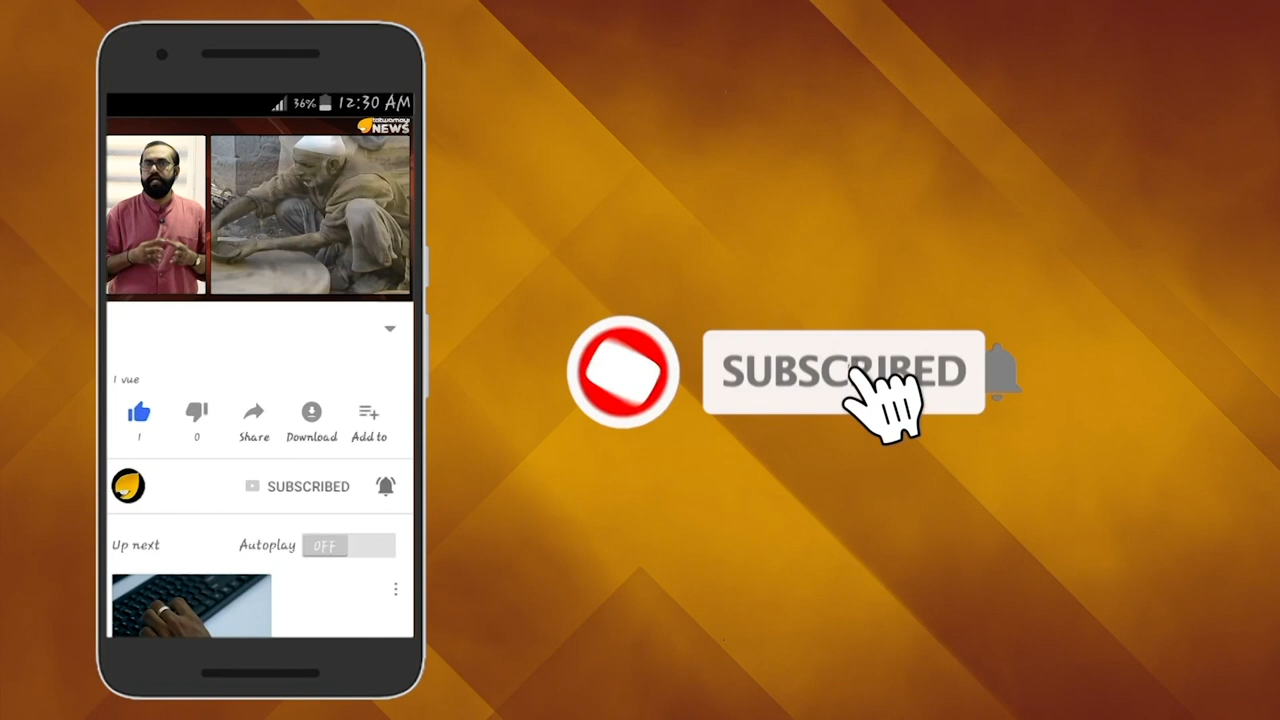 36% 12:30 AM
tatwamayi
NEWS
1 vue
1
0
Share
Download
Add to
SUBSCRIBED
Up next
Autoplay
OFF
SUBSCRIBED